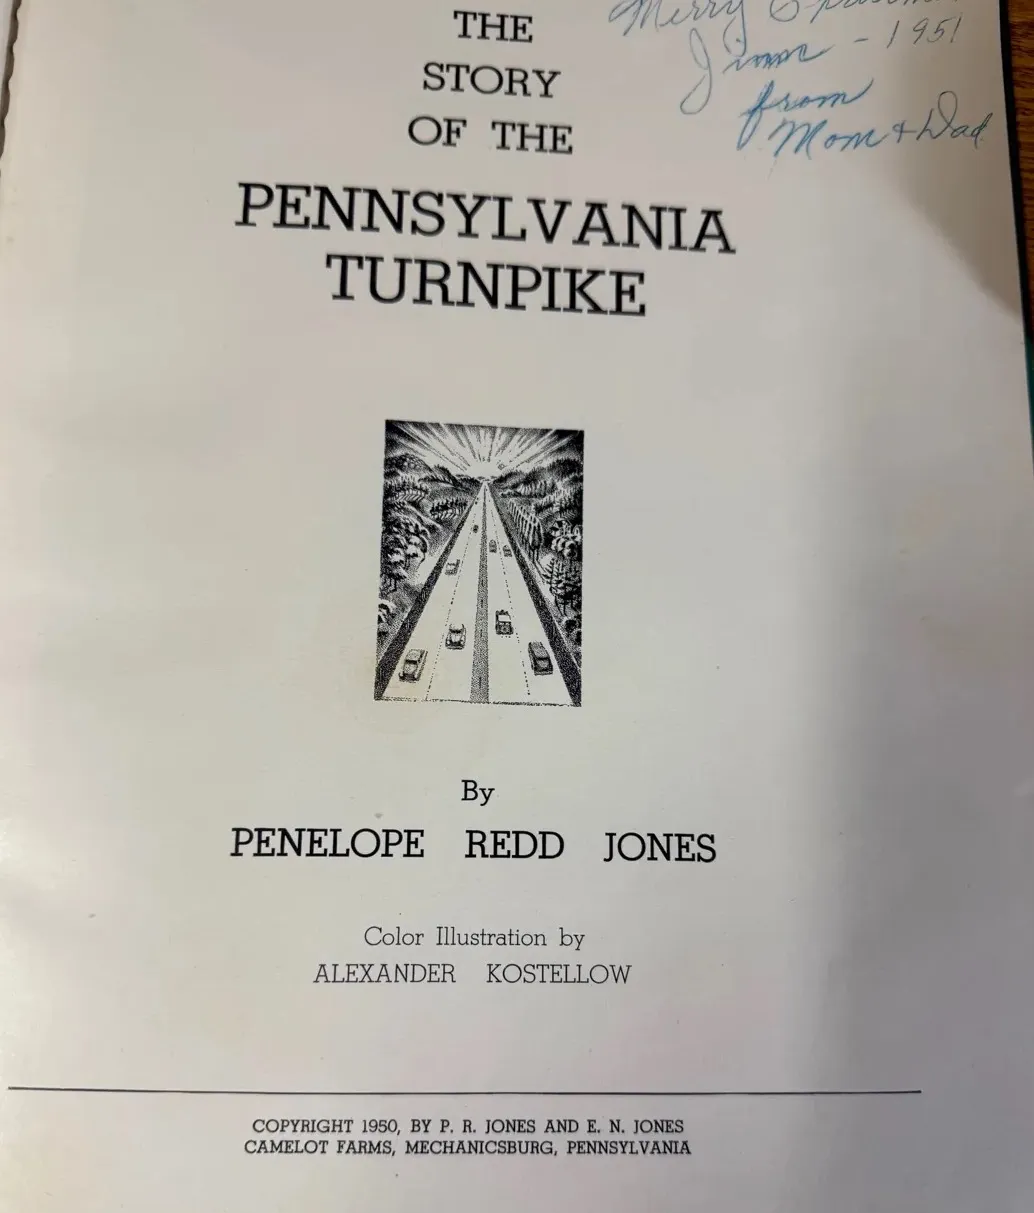 THE
STORY
OF THE
PENNSYLVANIA
TURNPIKE
Merry
- 1951
from
Mom + Dad
By
PENELOPE REDD JONES
Color Illustration by
ALEXANDER KOSTELLOW
COPYRIGHT 1950, BY P. R. JONES AND E. N. JONES
CAMELOT FARMS, MECHANICSBURG, PENNSYLVANIA